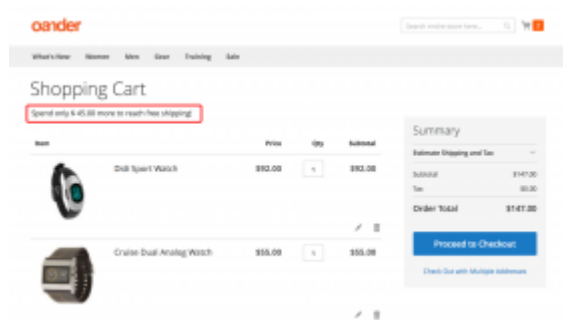 oander
Search entire store here...
What's New Women Men Gear Training Sale
Shopping Cart
Spend only $ 45.00 more to reach free shipping!
Item Price Qty Subtotal
Didi Sport Watch $92.00 1 $92.00
Cruise Dual Analog Watch $55.00 1 $55.00
Summary
Estimate Shipping and Tax
Subtotal $147.00
Tax $0.00
Order Total $147.00
Proceed to Checkout
Check Out with Multiple Addresses